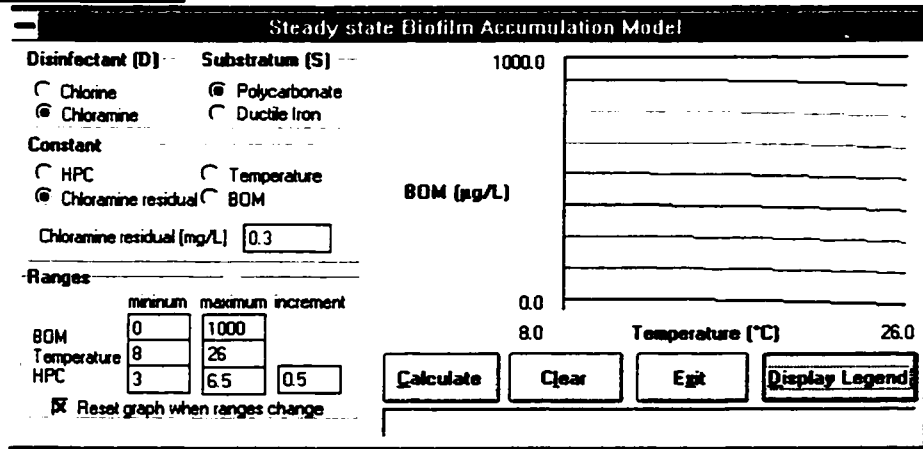 Steady state Biofilm Accumulation Model
Disinfectant (D) Substratum (S)
Chlorine Polycarbonate
Chloramine Ductile Iron
Constant
HPC Temperature
Chloramine residual BOM
Chloramine residual (mg/L) 0.3
Ranges
mininum maximum increment
BOM 0 1000
Temperature 8 26
HPC 3 6.5 0.5
Reset graph when ranges change
1000.0
BOM (µg/L)
0.0
8.0 Temperature (°C) 26.0
Calculate Clear Exit Display Legend